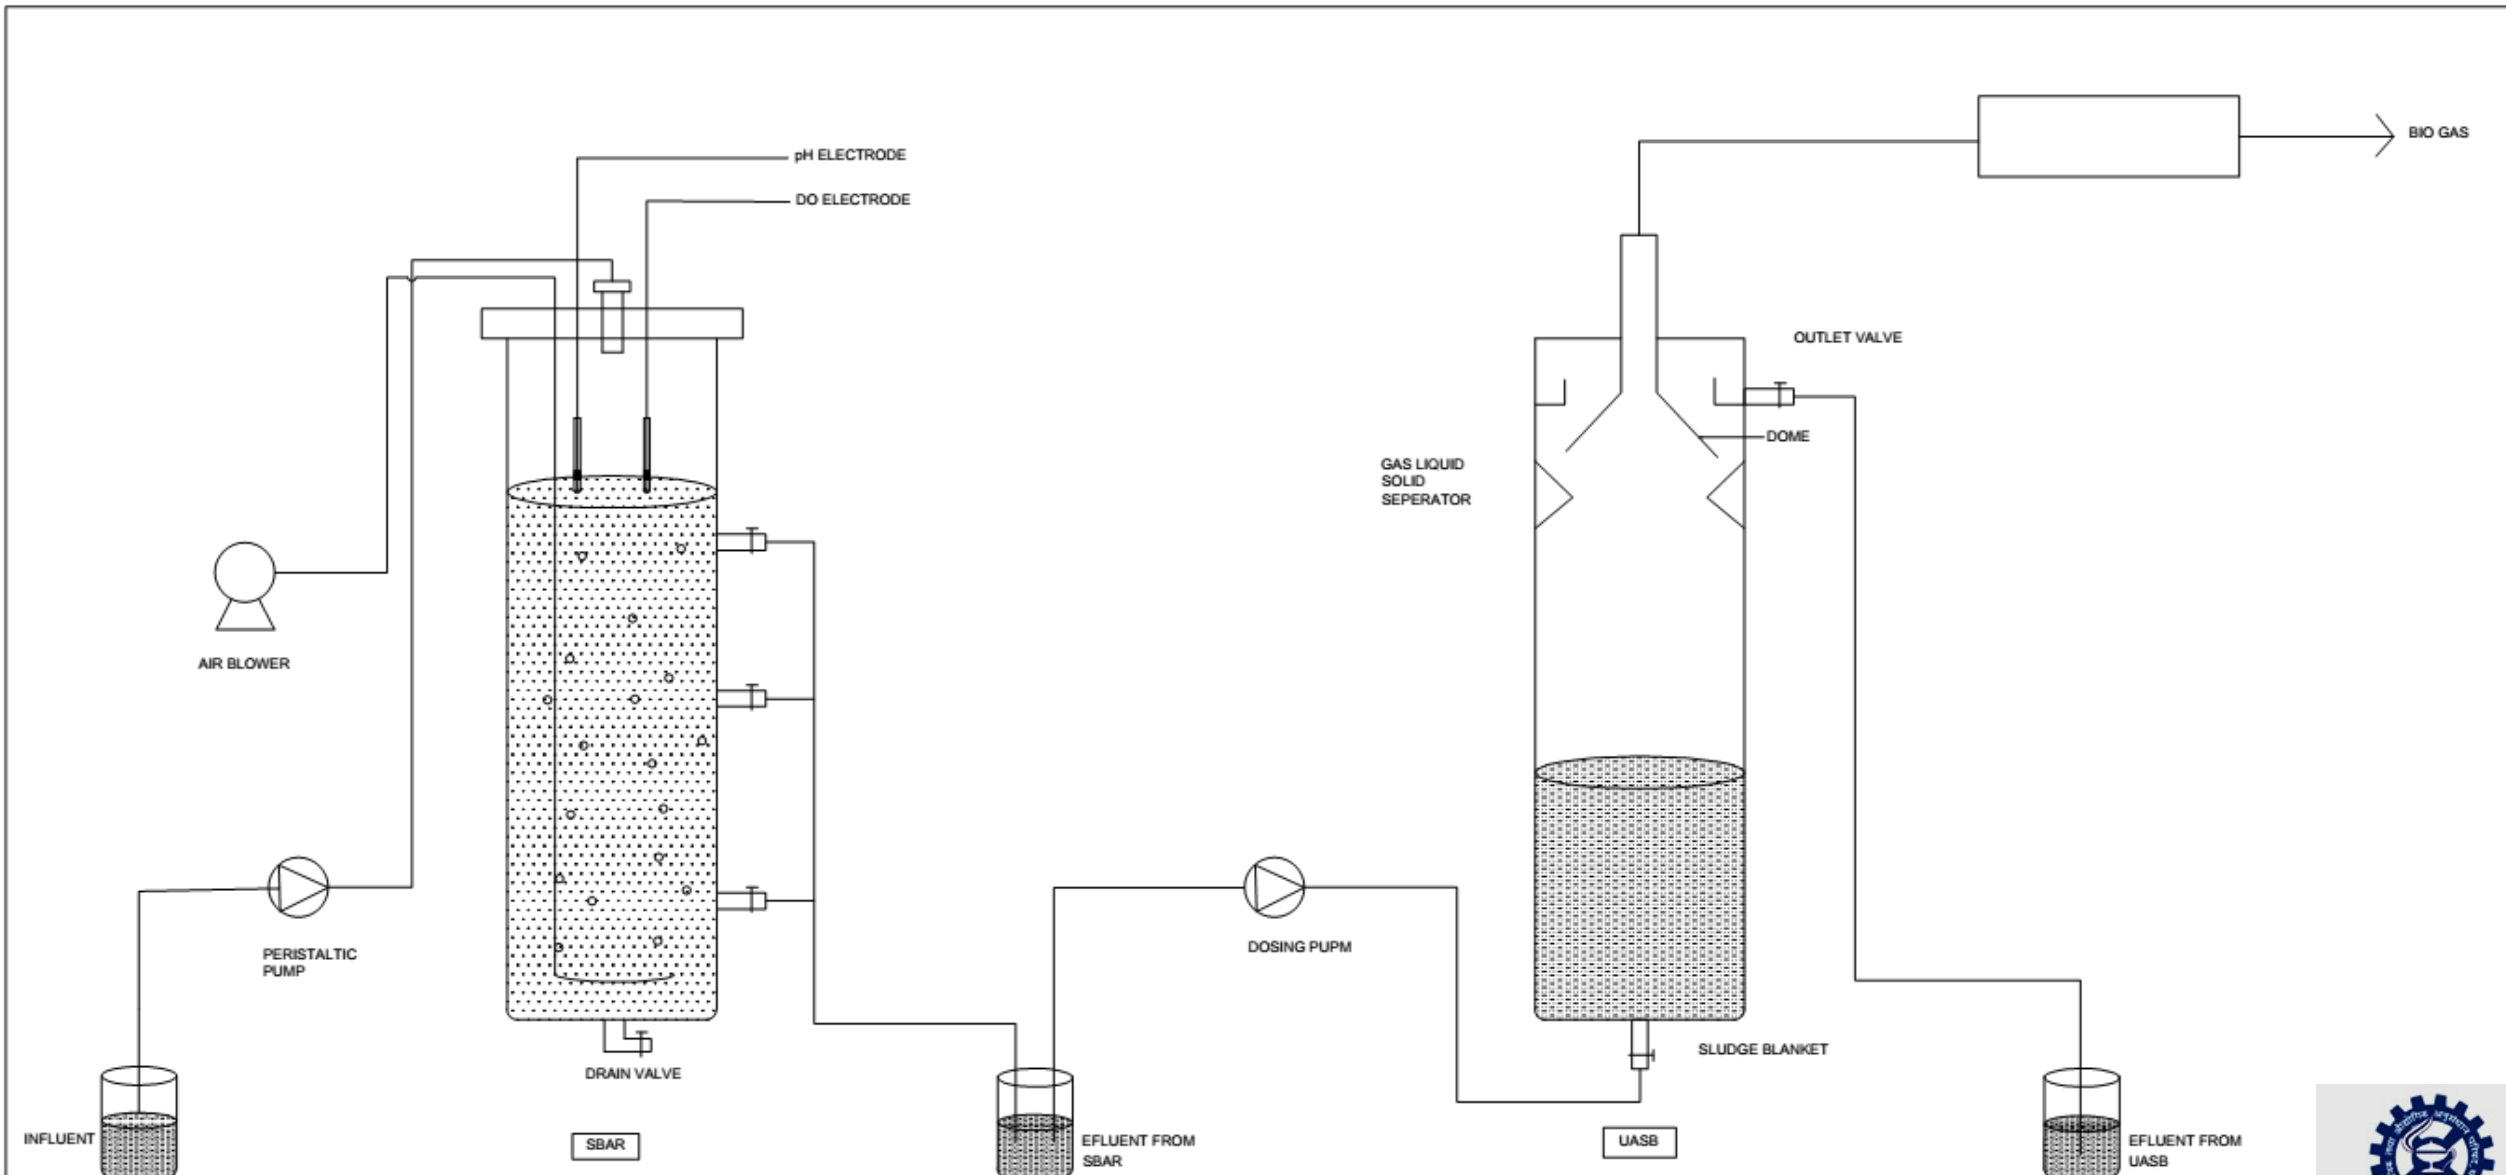 pH ELECTRODE
DO ELECTRODE
BIO GAS
OUTLET VALVE
DOME
GAS LIQUID
SOLID
SEPERATOR
AIR BLOWER
PERISTALTIC
PUMP
DOSING PUPM
SLUDGE BLANKET
DRAIN VALVE
INFLUENT
SBAR
EFLUENT FROM
SBAR
UASB
EFLUENT FROM
UASB